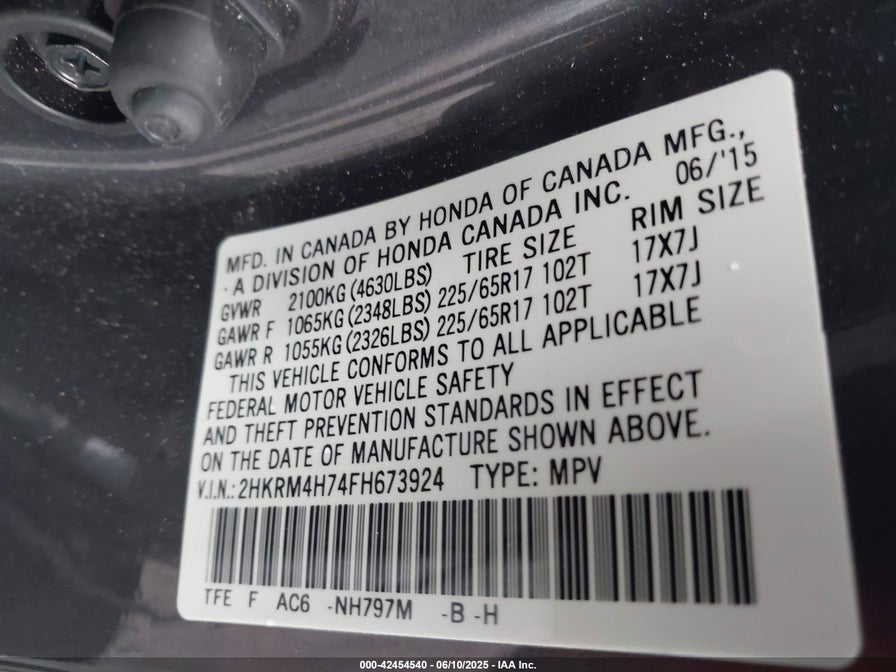 MFD. IN CANADA BY HONDA OF CANADA MFG.,
- A DIVISION OF HONDA CANADA INC. 06/'15
GVWR 2100KG (4630LBS) TIRE SIZE RIM SIZE
GAWR F 1065KG (2348LBS) 225/65R17 102T 17X7J
GAWR R 1055KG (2326LBS) 225/65R17 102T 17X7J
THIS VEHICLE CONFORMS TO ALL APPLICABLE
FEDERAL MOTOR VEHICLE SAFETY
AND THEFT PREVENTION STANDARDS IN EFFECT
ON THE DATE OF MANUFACTURE SHOWN ABOVE.
V.I.N.: 2HKRM4H74FH673924 TYPE: MPV
TFE F AC6 -NH797M -B -H
000-42454540 - 06/10/2025 - IAA Inc.